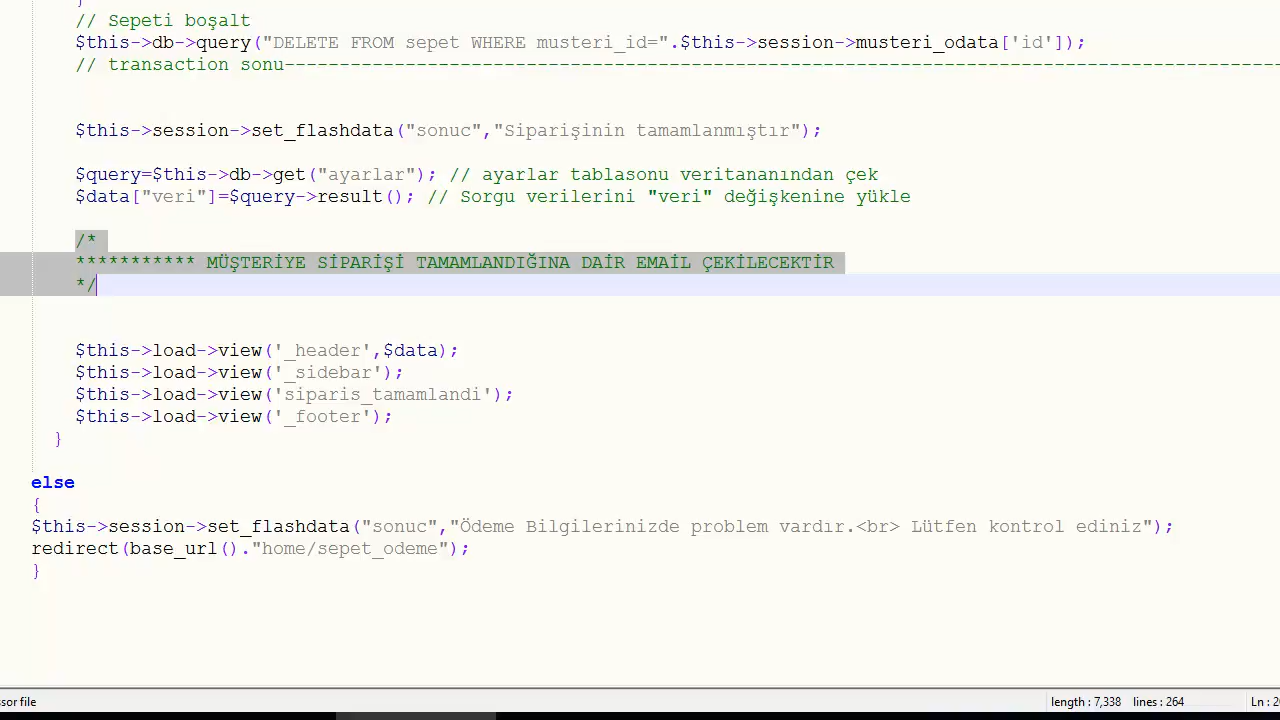 }
// Sepeti boşalt
$this->db->query("DELETE FROM sepet WHERE musteri_id=".$this->session->musteri_odata['id']);
// transaction sonu------------------------------------------------------------------------------------------
$this->session->set_flashdata("sonuc","Siparişinin tamamlanmıştır");
$query=$this->db->get("ayarlar"); // ayarlar tablasonu veritananından çek
$data["veri"]=$query->result(); // Sorgu verilerini "veri" değişkenine yükle
/*
*********** MÜŞTERİYE SİPARİŞİ TAMAMLANDIĞINA DAİR EMAİL ÇEKİLECEKTİR
*/
$this->load->view('_header',$data);
$this->load->view('_sidebar');
$this->load->view('siparis_tamamlandi');
$this->load->view('_footer');
}
else
{
$this->session->set_flashdata("sonuc","Ödeme Bilgilerinizde problem vardır.<br> Lütfen kontrol ediniz");
redirect(base_url()."home/sepet_odeme");
}
ssor file length : 7,338 lines : 264 Ln : 2